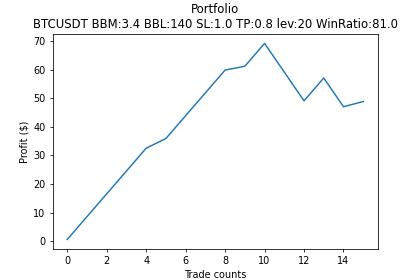 Portfolio
BTCUSDT BBM:3.4 BBL:140 SL:1.0 TP:0.8 lev:20 WinRatio:81.0
70
60
50
40
30
20
10
0
Profit ($)
0 2 4 6 8 10 12 14
Trade counts